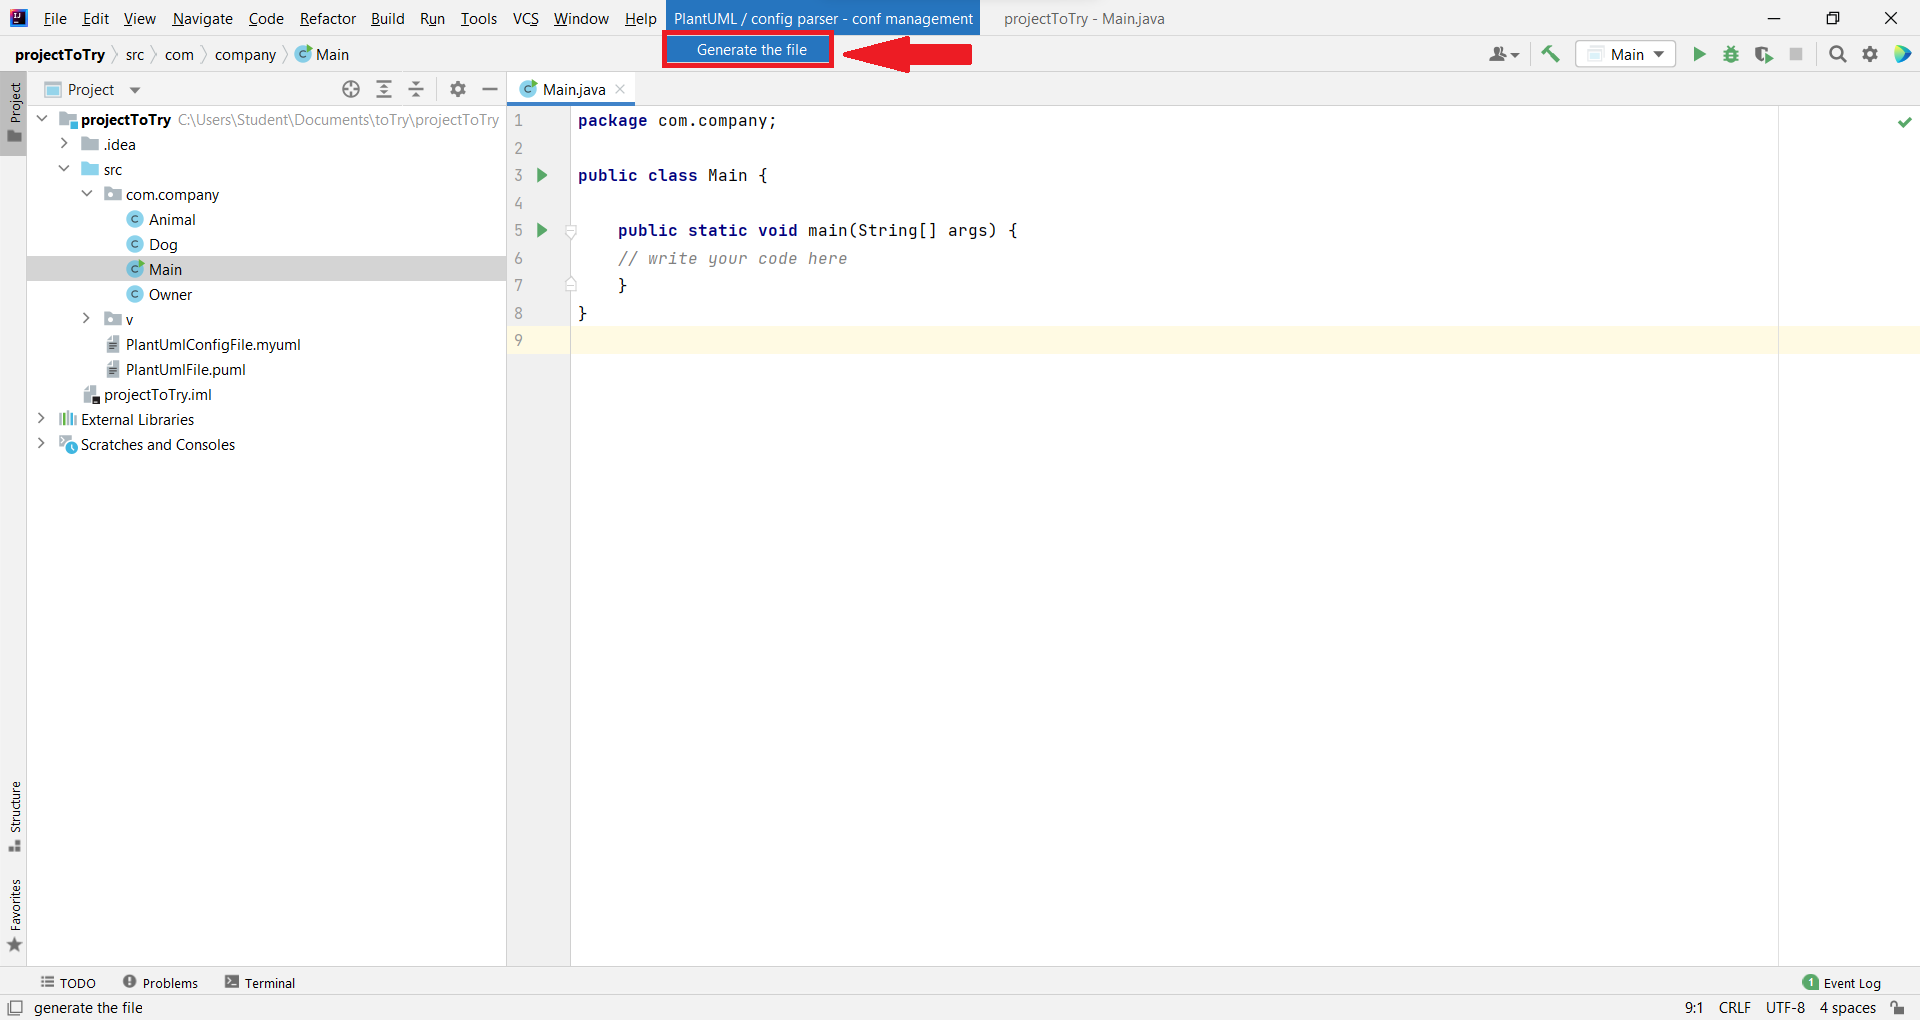 File Edit View Navigate Code Refactor Build Run Tools VCS Window Help PlantUML / config parser - conf management projectToTry - Main.java
Generate the file
projectToTry src com company Main
Main
Project
Project
Main.java
projectToTry C:\Users\Student\Documents\toTry\projectToTry
.idea
src
com.company
Animal
Dog
Main
Owner
v
PlantUmlConfigFile.myuml
PlantUmlFile.puml
projectToTry.iml
External Libraries
Scratches and Consoles
1 package com.company;
2
3 public class Main {
4
5 public static void main(String[] args) {
6 // write your code here
7 }
8 }
9
Structure
Favorites
TODO Problems Terminal
1 Event Log
generate the file
9:1 CRLF UTF-8 4 spaces